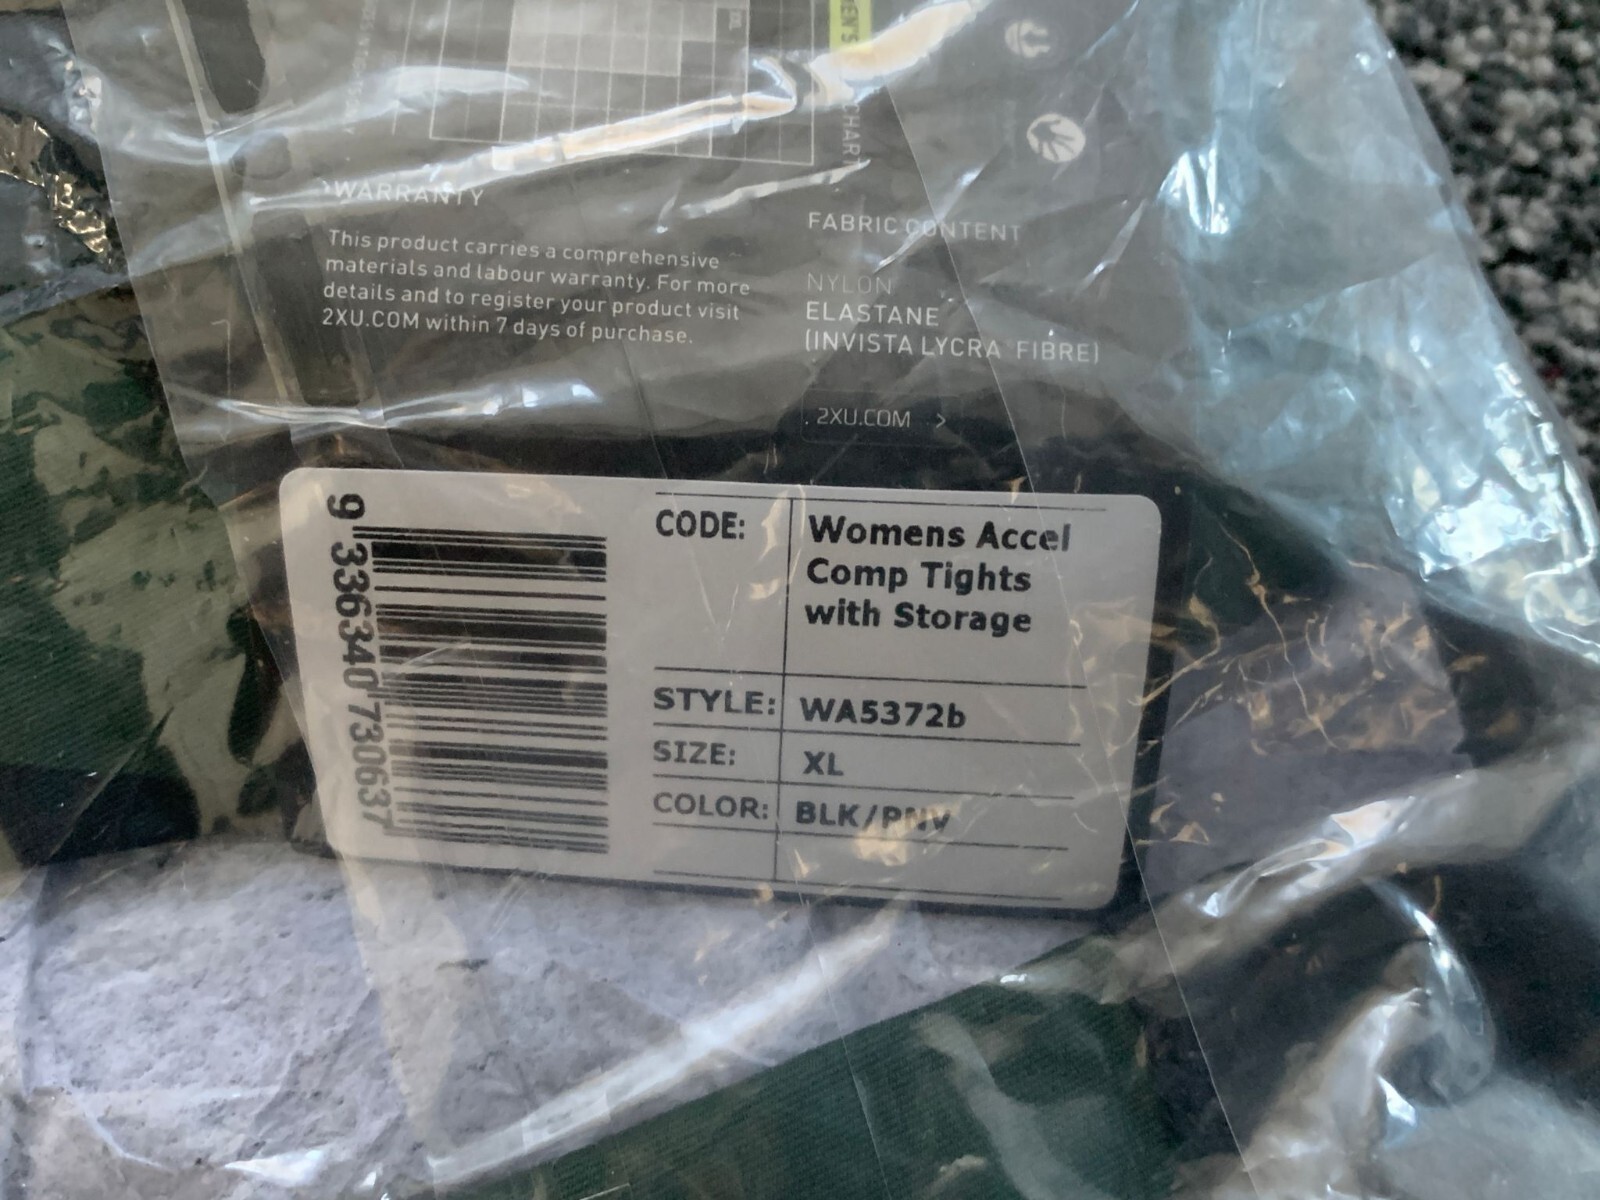 EN'S
CHART
WARRANTY
This product carries a comprehensive
materials and labour warranty. For more
details and to register your product visit
2XU.COM within 7 days of purchase.
FABRIC CONTENT
NYLON
ELASTANE
(INVISTA LYCRA FIBRE)
2XU.COM >
9 336340 730637
CODE: Womens Accel
Comp Tights
with Storage
STYLE: WA5372b
SIZE: XL
COLOR: BLK/PNV